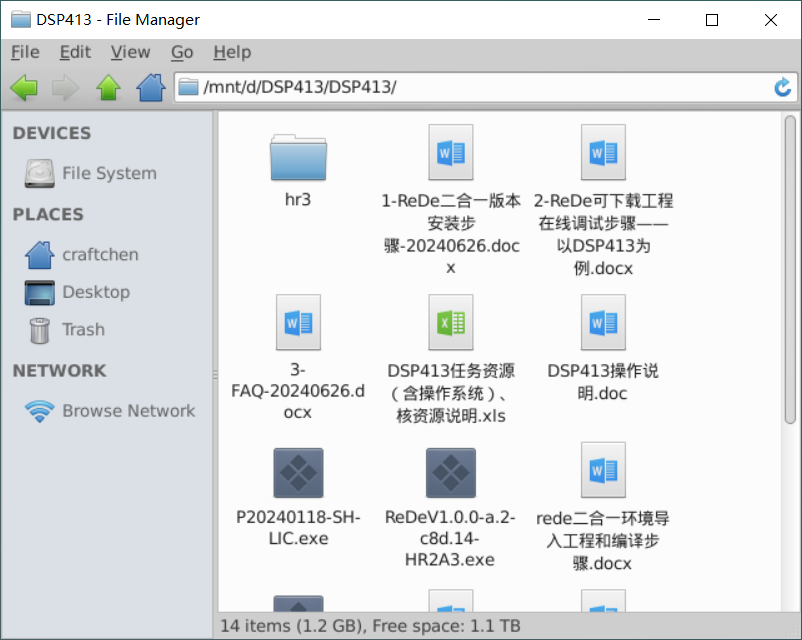 DSP413 - File Manager
File Edit View Go Help
/mnt/d/DSP413/DSP413/
DEVICES
File System
PLACES
craftchen
Desktop
Trash
NETWORK
Browse Network
hr3
1-ReDe二合一版本
安装步
骤-20240626.doc
x
2-ReDe可下载工程
在线调试步骤——
以DSP413为
例.docx
3-
FAQ-20240626.d
ocx
DSP413任务资源
（含操作系统）、
核资源说明.xls
DSP413操作说
明.doc
P20240118-SH-
LIC.exe
ReDeV1.0.0-a.2-
c8d.14-
HR2A3.exe
rede二合一环境导
入工程和编译步
骤.docx
14 items (1.2 GB), Free space: 1.1 TB